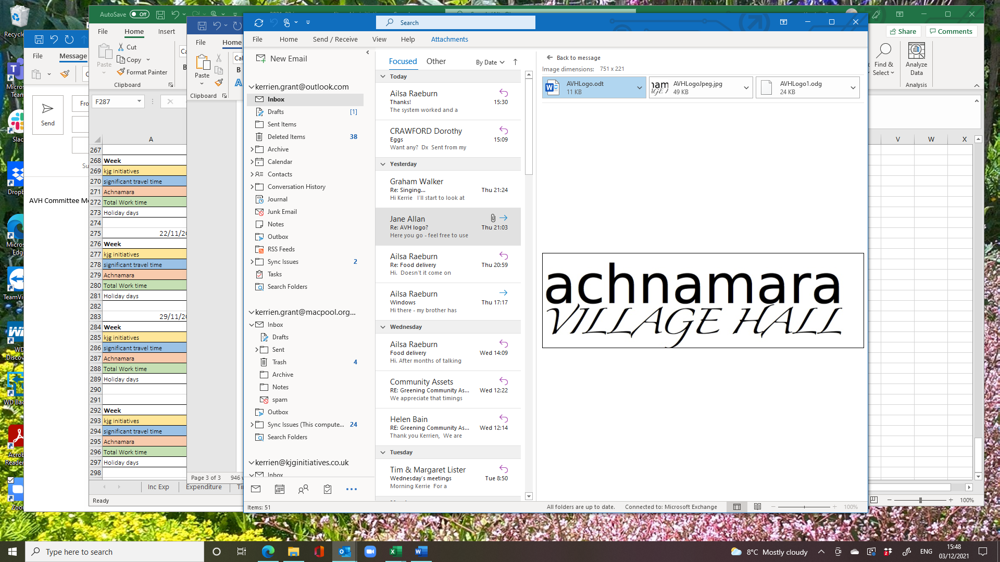 Recycle
Micros
Team
Slac
Dropb
Micros
Edg
TeamVi
WD
Discov
WD Bac
Acrob
Reader
Zoo
File
Message
Send
Fro
Su
AVH Committee Me
AutoSave Off
File Home Insert
Paste
Cut
Copy
Format Painter
Clipboard
Ca
B
F287
A
267
268 Week
269 kjg initiatives
270 significant travel time
271 Achnamara
272 Total Work time
273 Holiday days
274
275 22/11/20
276 Week
277 kjg initiatives
278 significant travel time
279 Achnamara
280 Total Work time
281 Holiday days
282
283 29/11/20
284 Week
285 kjg initiatives
286 significant travel time
287 Achnamara
288 Total Work time
289 Holiday days
290
291
292 Week
293 kjg initiatives
294 significant travel time
295 Achnamara
296 Total Work time
297 Holiday days
298
Inc Exp Expenditure
Ready
File Home
Paste
Cal
B
A
Clipboard
Page 3 of 3 946 w
Search
File Home Send / Receive View Help Attachments
New Email
kerrien.grant@outlook.com
Inbox
Drafts [1]
Sent Items
Deleted Items 38
Archive
Calendar
Contacts
Conversation History
Journal
Junk Email
Notes
Outbox
RSS Feeds
Sync Issues 2
Tasks
Search Folders
kerrien.grant@macpool.org...
Inbox
Drafts
Sent
Trash 4
Archive
Notes
spam
Outbox
Sync Issues (This compute... 24
Search Folders
kerrien@kjginitiatives.co.uk
Inbox
Items: 51
Focused Other By Date
Today
Ailsa Raeburn
Thanks! 15:30
The system worked and a
CRAWFORD Dorothy
Eggs 15:09
Want any? Dx Sent from my
Yesterday
Graham Walker
Re: Singing... Thu 21:24
Hi Kerrie I'll start to look at
Jane Allan
Re: AVH logo? Thu 21:03
Here you go - feel free to use
Ailsa Raeburn
Re: Food delivery Thu 20:59
Hi. Doesn't it come on
Ailsa Raeburn
Windows Thu 17:17
Hi there - my brother has
Wednesday
Ailsa Raeburn
Food delivery Wed 14:09
Hi. After months of talking
Community Assets
RE: Greening Community As... Wed 12:22
We appreciate that timings
Helen Bain
RE: Greening Community As... Wed 12:14
Thank you Kerrien, We are
Tuesday
Tim & Margaret Lister
Wednesday's meetings Tue 8:50
Morning Kerrie For a
Back to message
Image dimensions: 751 x 221
AVHLogo.odt
11 KB
AVHLogoJpeg.jpg
49 KB
AVHLogo1.odg
24 KB
achnamara
VILLAGE HALL
All folders are up to date. Connected to: Microsoft Exchange 100%
Share Comments
Find &
Select
Analyze
Data
Analysis
V W X
100%
Type here to search
8°C Mostly cloudy
ENG
15:48
03/12/2021